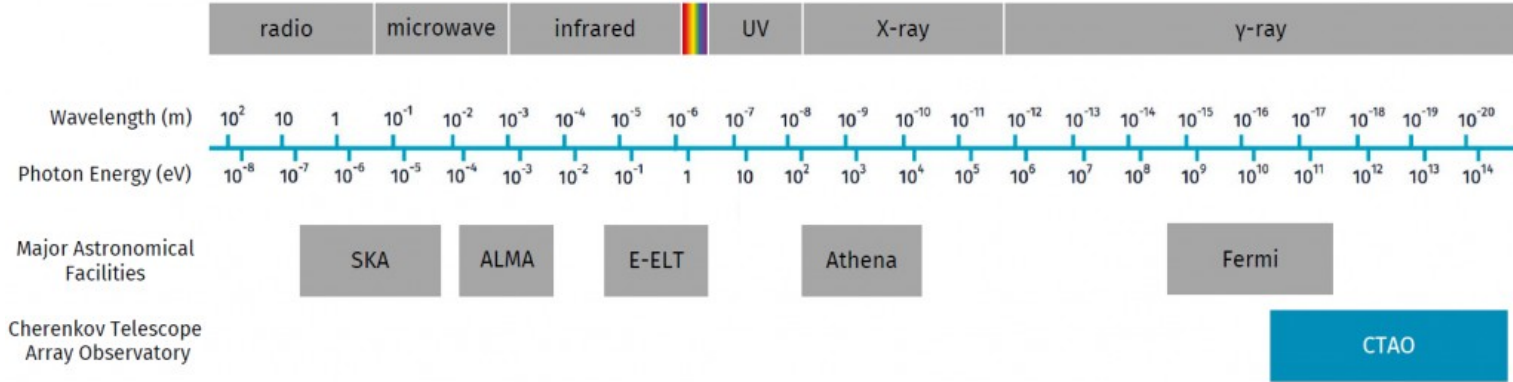 radio microwave infrared UV X-ray γ-ray
Wavelength (m) 10² 10 1 10⁻¹ 10⁻² 10⁻³ 10⁻⁴ 10⁻⁵ 10⁻⁶ 10⁻⁷ 10⁻⁸ 10⁻⁹ 10⁻¹⁰ 10⁻¹¹ 10⁻¹² 10⁻¹³ 10⁻¹⁴ 10⁻¹⁵ 10⁻¹⁶ 10⁻¹⁷ 10⁻¹⁸ 10⁻¹⁹ 10⁻²⁰
Photon Energy (eV) 10⁻⁸ 10⁻⁷ 10⁻⁶ 10⁻⁵ 10⁻⁴ 10⁻³ 10⁻² 10⁻¹ 1 10 10² 10³ 10⁴ 10⁵ 10⁶ 10⁷ 10⁸ 10⁹ 10¹⁰ 10¹¹ 10¹² 10¹³ 10¹⁴
Major Astronomical
Facilities
SKA ALMA E-ELT Athena Fermi
Cherenkov Telescope
Array Observatory
CTAO